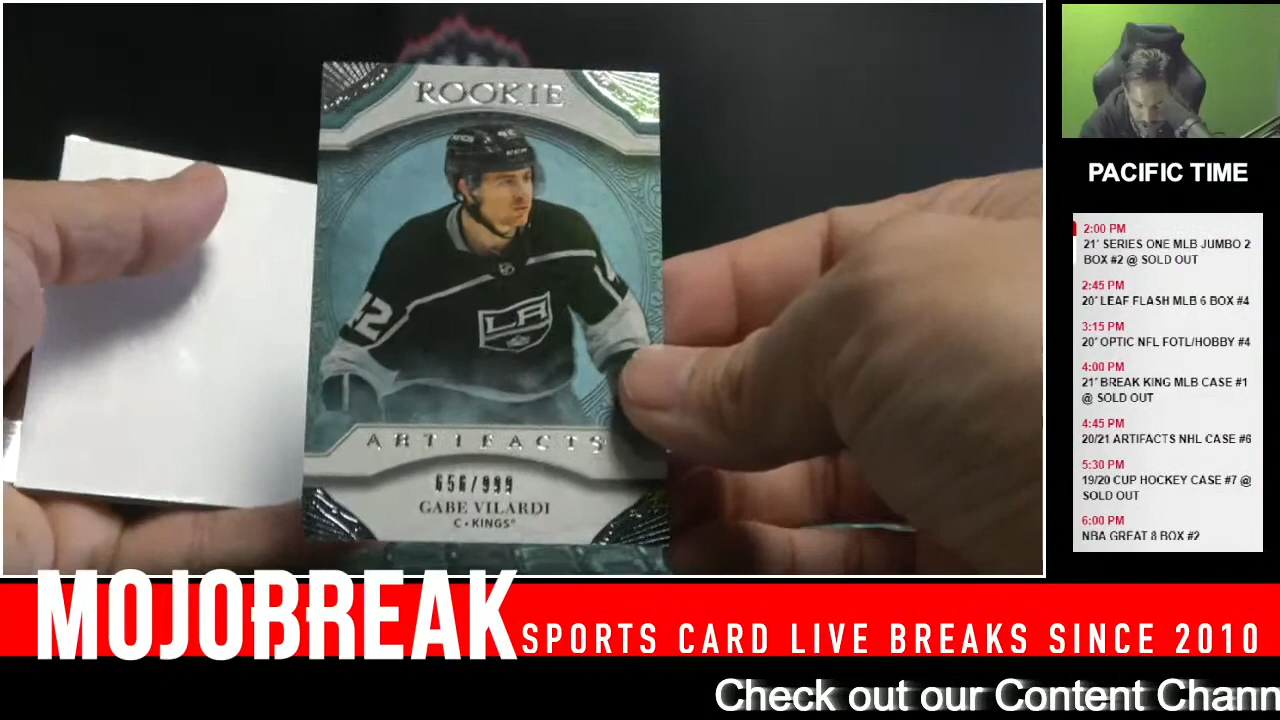 ROOKIE
42
LA
KINGS
ARTIFACTS
656/999
GABE VILARDI
C • KINGS
PACIFIC TIME
2:00 PM
21' SERIES ONE MLB JUMBO 2
BOX #2 @ SOLD OUT
2:45 PM
20' LEAF FLASH MLB 6 BOX #4
3:15 PM
20' OPTIC NFL FOTL/HOBBY #4
4:00 PM
21' BREAK KING MLB CASE #1
@ SOLD OUT
4:45 PM
20/21 ARTIFACTS NHL CASE #6
5:30 PM
19/20 CUP HOCKEY CASE #7 @
SOLD OUT
6:00 PM
NBA GREAT 8 BOX #2
MOJOBREAK
SPORTS CARD LIVE BREAKS SINCE 2010
Check out our Content Chann